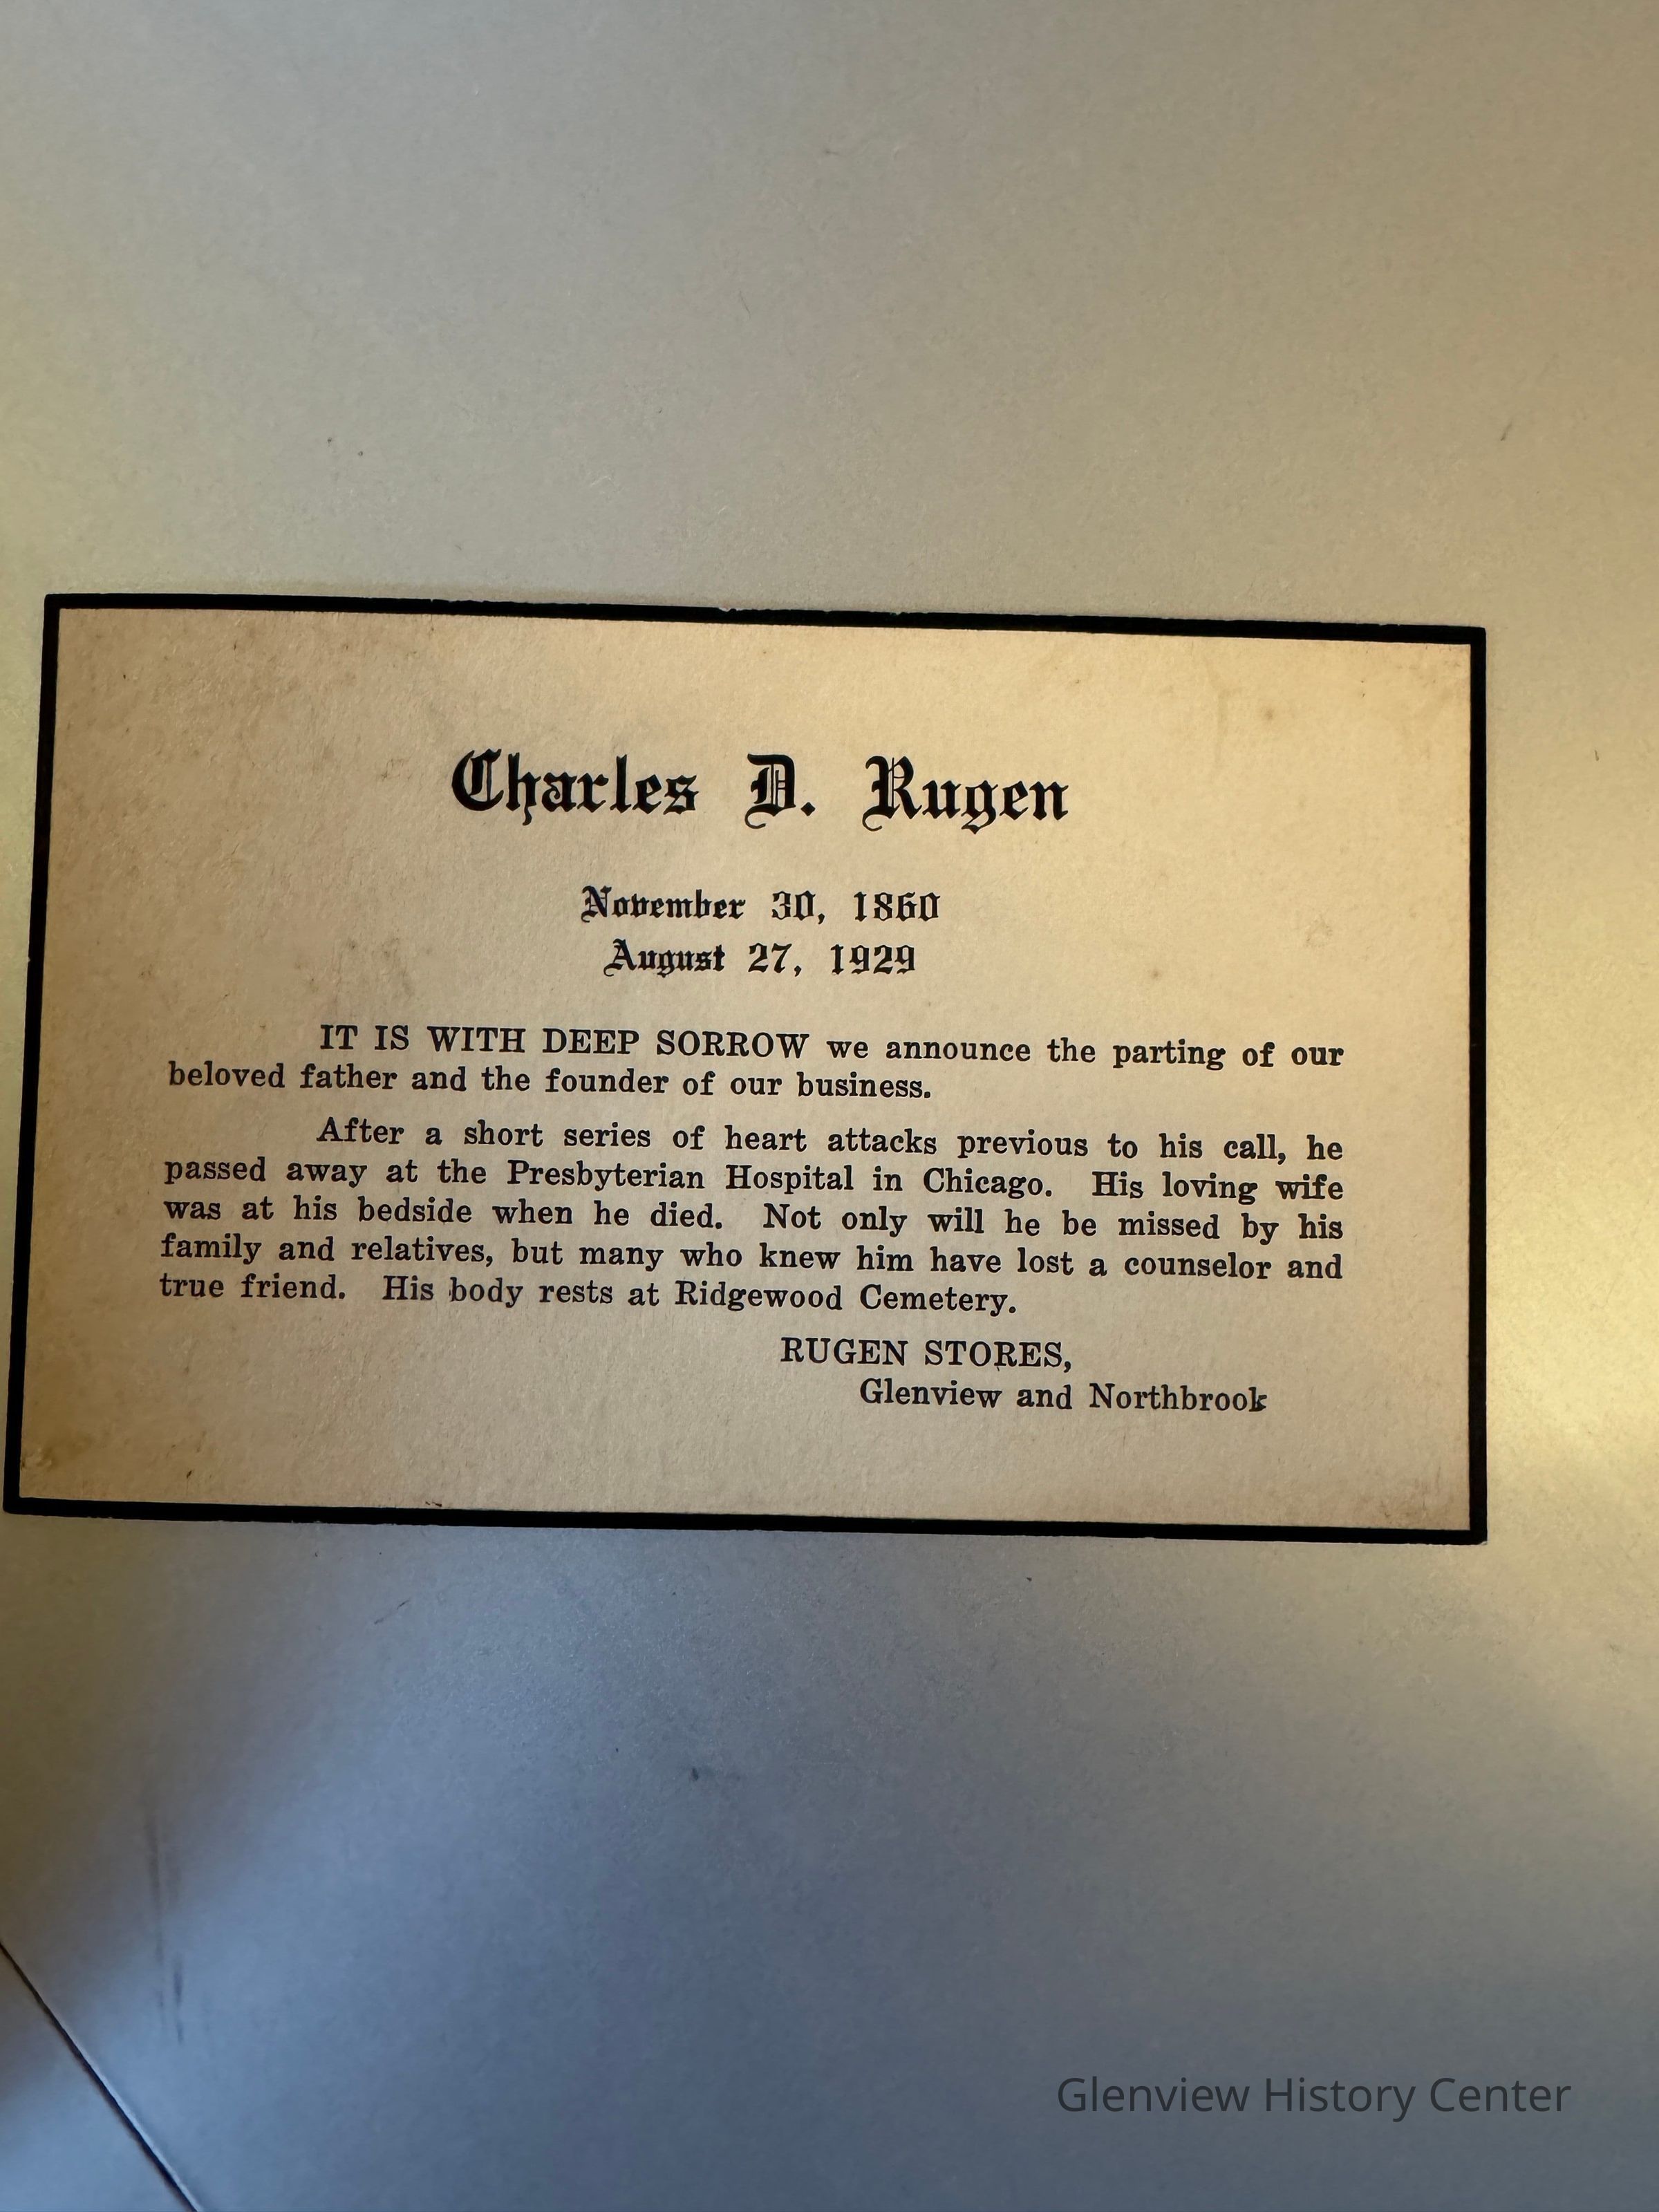 Charles D. Rugen
November 30, 1860
August 27, 1929
IT IS WITH DEEP SORROW we announce the parting of our
beloved father and the founder of our business.
After a short series of heart attacks previous to his call, he
passed away at the Presbyterian Hospital in Chicago. His loving wife
was at his bedside when he died. Not only will he be missed by his
family and relatives, but many who knew him have lost a counselor and
true friend. His body rests at Ridgewood Cemetery.
RUGEN STORES,
Glenview and Northbrook
Glenview History Center